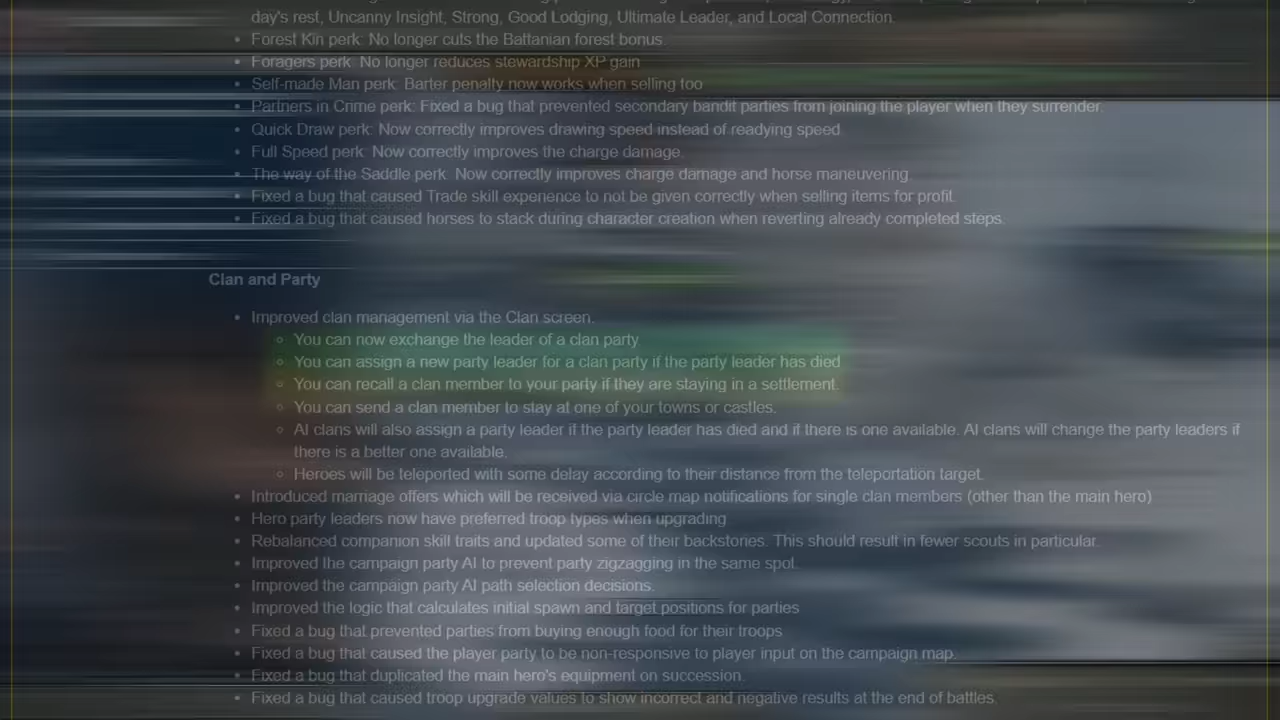 day's rest, Uncanny Insight, Strong, Good Lodging, Ultimate Leader, and Local Connection.
• Forest Kin perk: No longer cuts the Battanian forest bonus.
• Foragers perk: No longer reduces stewardship XP gain
• Self-made Man perk: Barter penalty now works when selling too
• Partners in Crime perk: Fixed a bug that prevented secondary bandit parties from joining the player when they surrender.
• Quick Draw perk: Now correctly improves drawing speed instead of readying speed
• Full Speed perk: Now correctly improves the charge damage.
• The way of the Saddle perk: Now correctly improves charge damage and horse maneuvering.
• Fixed a bug that caused Trade skill experience to not be given correctly when selling items for profit.
• Fixed a bug that caused horses to stack during character creation when reverting already completed steps.
Clan and Party
• Improved clan management via the Clan screen.
◦ You can now exchange the leader of a clan party
◦ You can assign a new party leader for a clan party if the party leader has died
◦ You can recall a clan member to your party if they are staying in a settlement.
◦ You can send a clan member to stay at one of your towns or castles.
◦ AI clans will also assign a party leader if the party leader has died and if there is one available. AI clans will change the party leaders if
there is a better one available.
◦ Heroes will be teleported with some delay according to their distance from the teleportation target.
• Introduced marriage offers which will be received via circle map notifications for single clan members (other than the main hero)
• Hero party leaders now have preferred troop types when upgrading
• Rebalanced companion skill traits and updated some of their backstories. This should result in fewer scouts in particular.
• Improved the campaign party AI to prevent party zigzagging in the same spot.
• Improved the campaign party AI path selection decisions.
• Improved the logic that calculates initial spawn and target positions for parties
• Fixed a bug that prevented parties from buying enough food for their troops
• Fixed a bug that caused the player party to be non-responsive to player input on the campaign map.
• Fixed a bug that duplicated the main hero's equipment on succession.
• Fixed a bug that caused troop upgrade values to show incorrect and negative results at the end of battles.